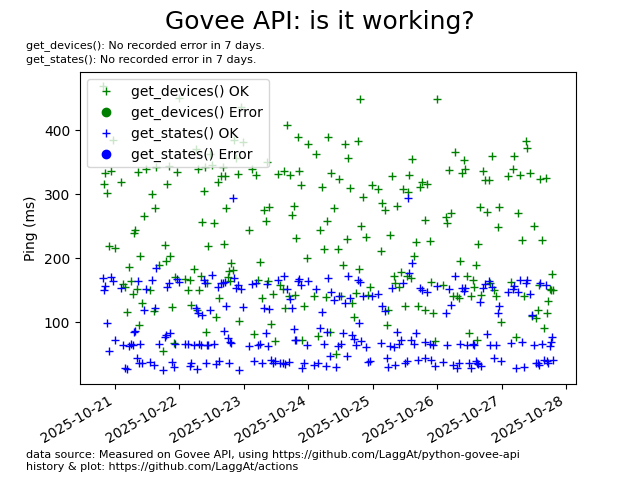 Govee API: is it working?
get_devices(): No recorded error in 7 days.
get_states(): No recorded error in 7 days.
get_devices() OK
get_devices() Error
get_states() OK
get_states() Error
Ping (ms)
400
300
200
100
2025-10-21
2025-10-22
2025-10-23
2025-10-24
2025-10-25
2025-10-26
2025-10-27
2025-10-28
data source: Measured on Govee API, using https://github.com/LaggAt/python-govee-api
history & plot: https://github.com/LaggAt/actions